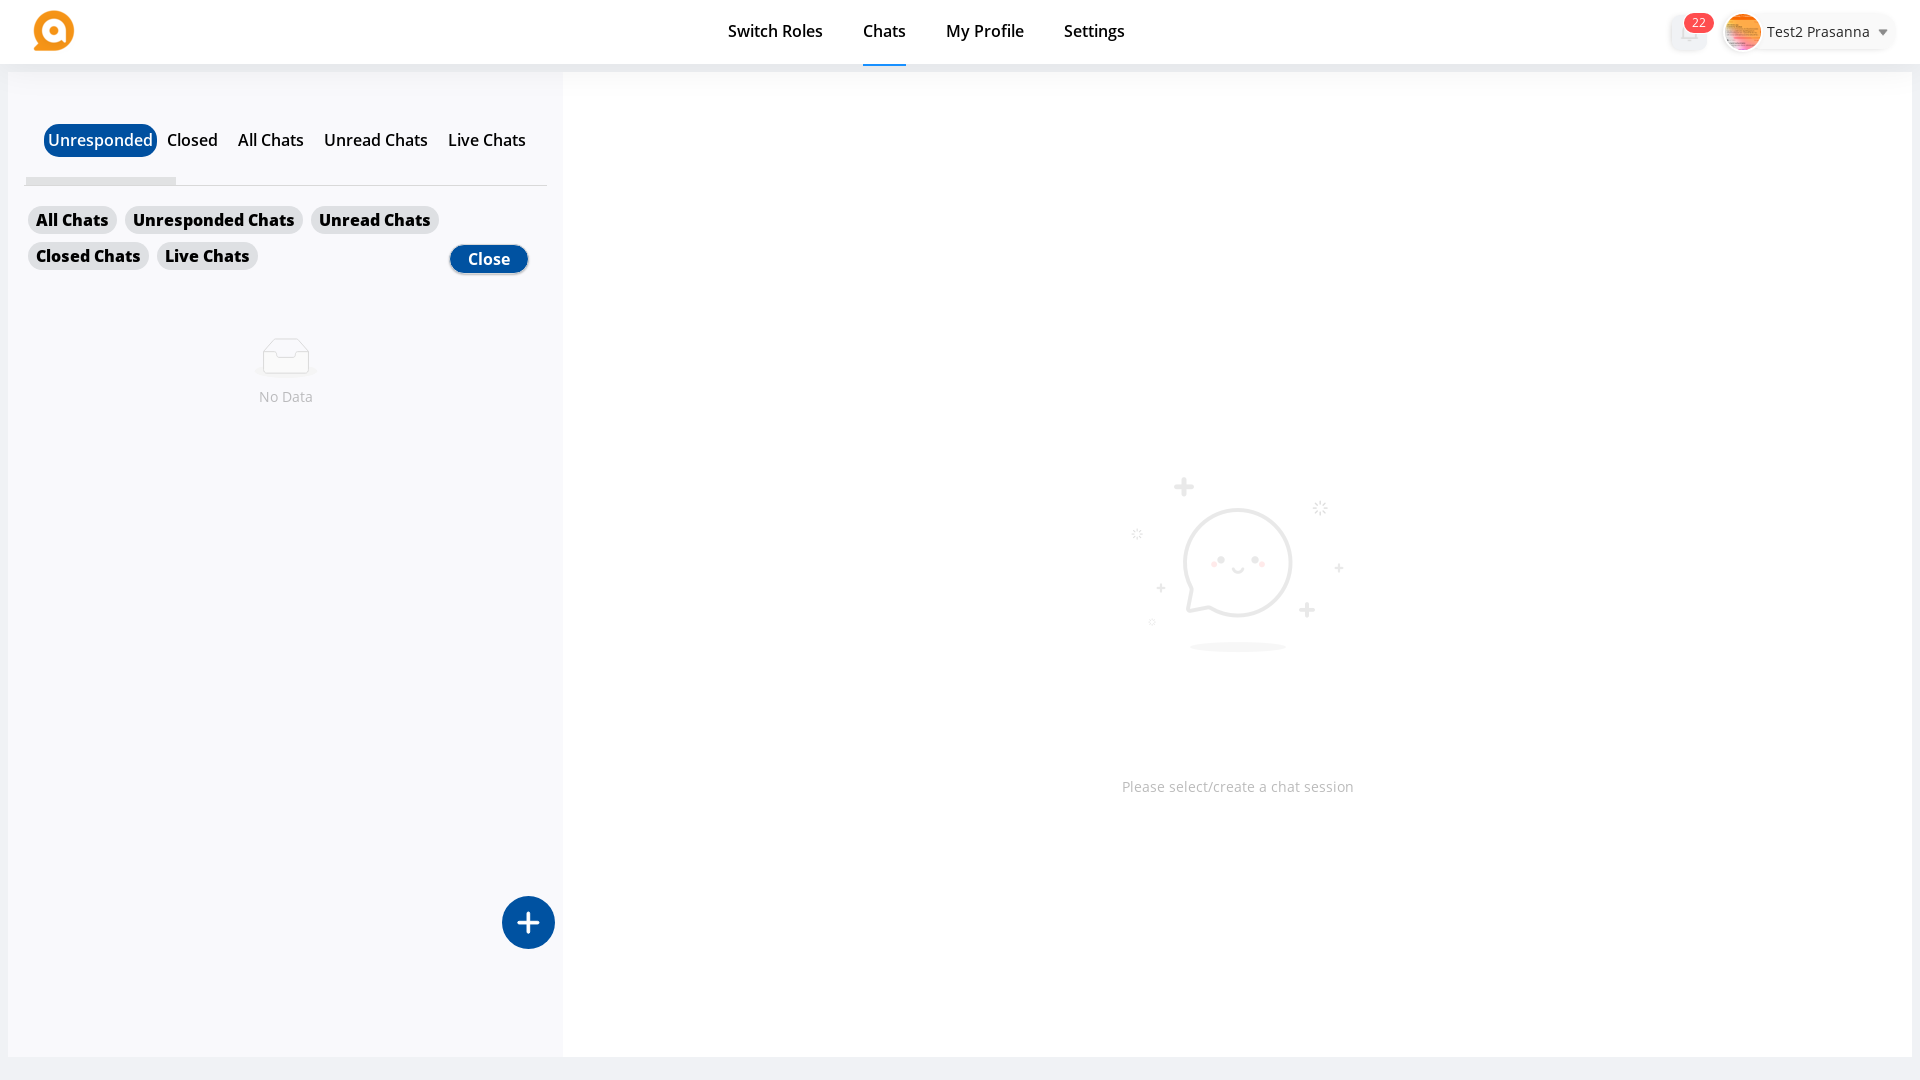 Switch Roles Chats My Profile Settings 22 Test2 Prasanna
Unresponded Closed All Chats Unread Chats Live Chats
All Chats Unresponded Chats Unread Chats
Closed Chats Live Chats Close
No Data
Please select/create a chat session